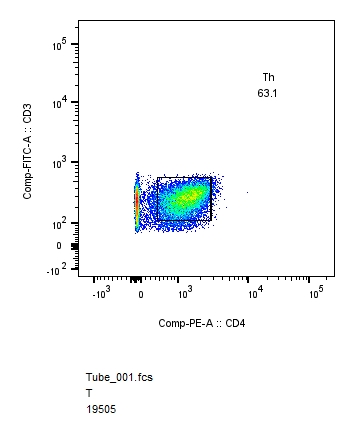 10^5
Th
63.1
10^4
Comp-FITC-A :: CD3
10^3
10^2
0
-10^2
-10^3 0 10^3 10^4 10^5
Comp-PE-A :: CD4
Tube_001.fcs
T
19505